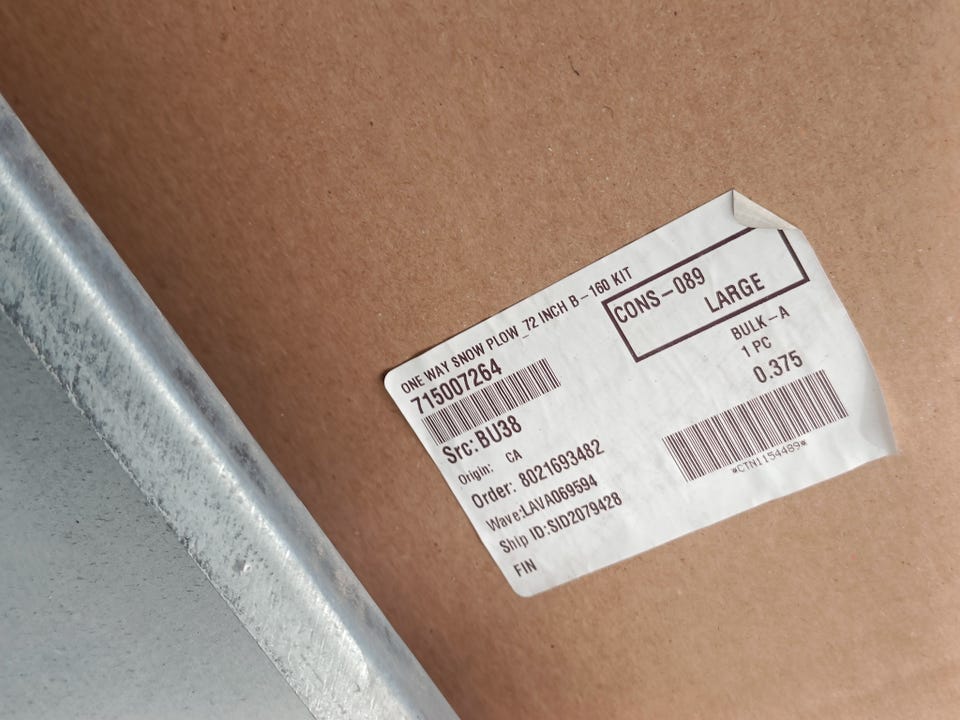 ONE WAY SNOW PLOW_72 INCH B-160 KIT
715007264
Src: BU38
Origin: CA
Order: 8021693482
Wave:LAVA069594
Ship ID:SID2079428
FIN
CONS-089
LARGE
BULK-A
1 PC
0.375
*CTN1154489*